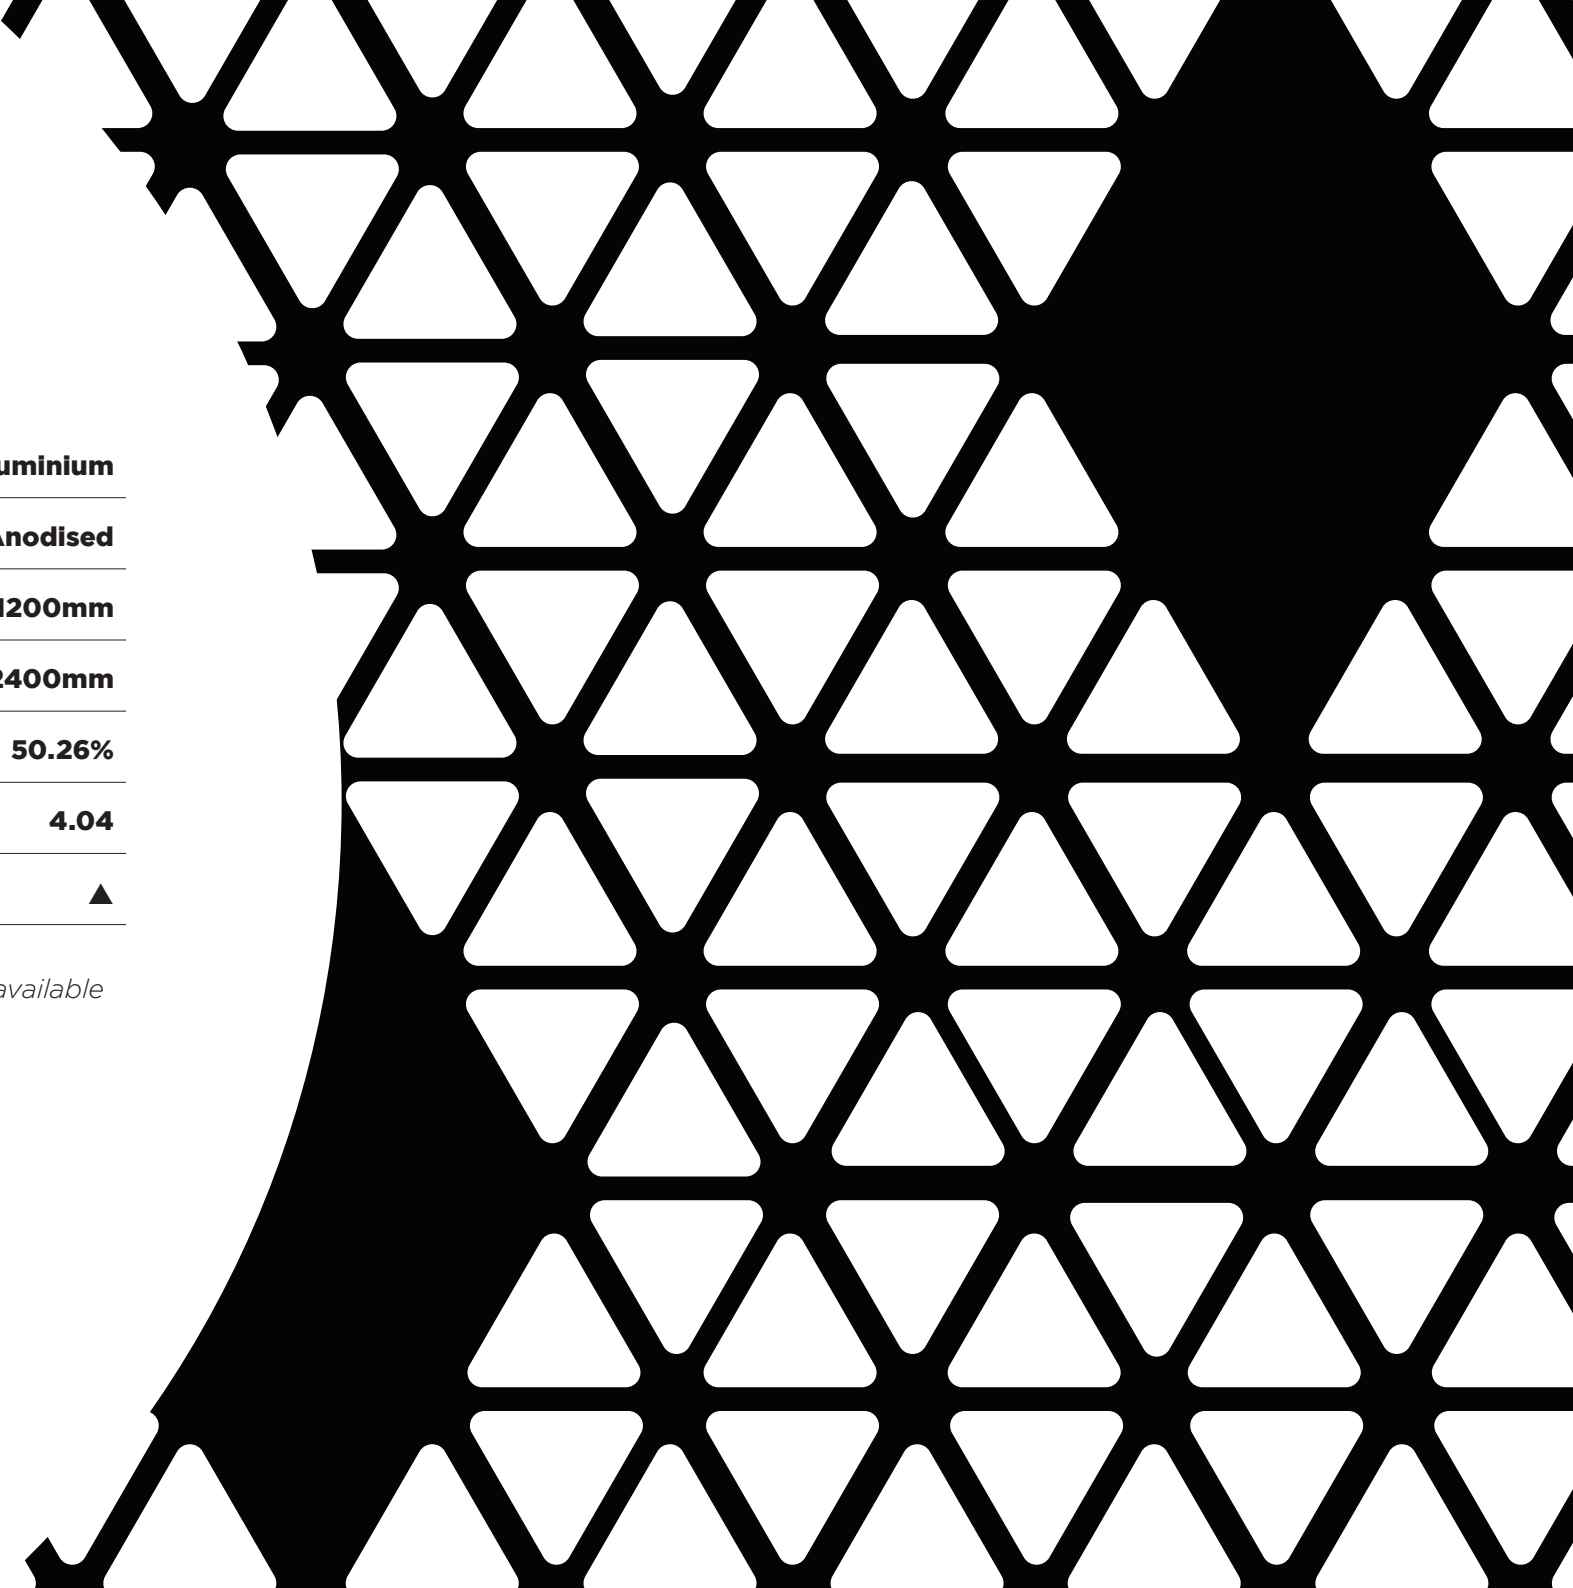 uminium
Anodised
1200mm
2400mm
50.26%
4.04
▲
available